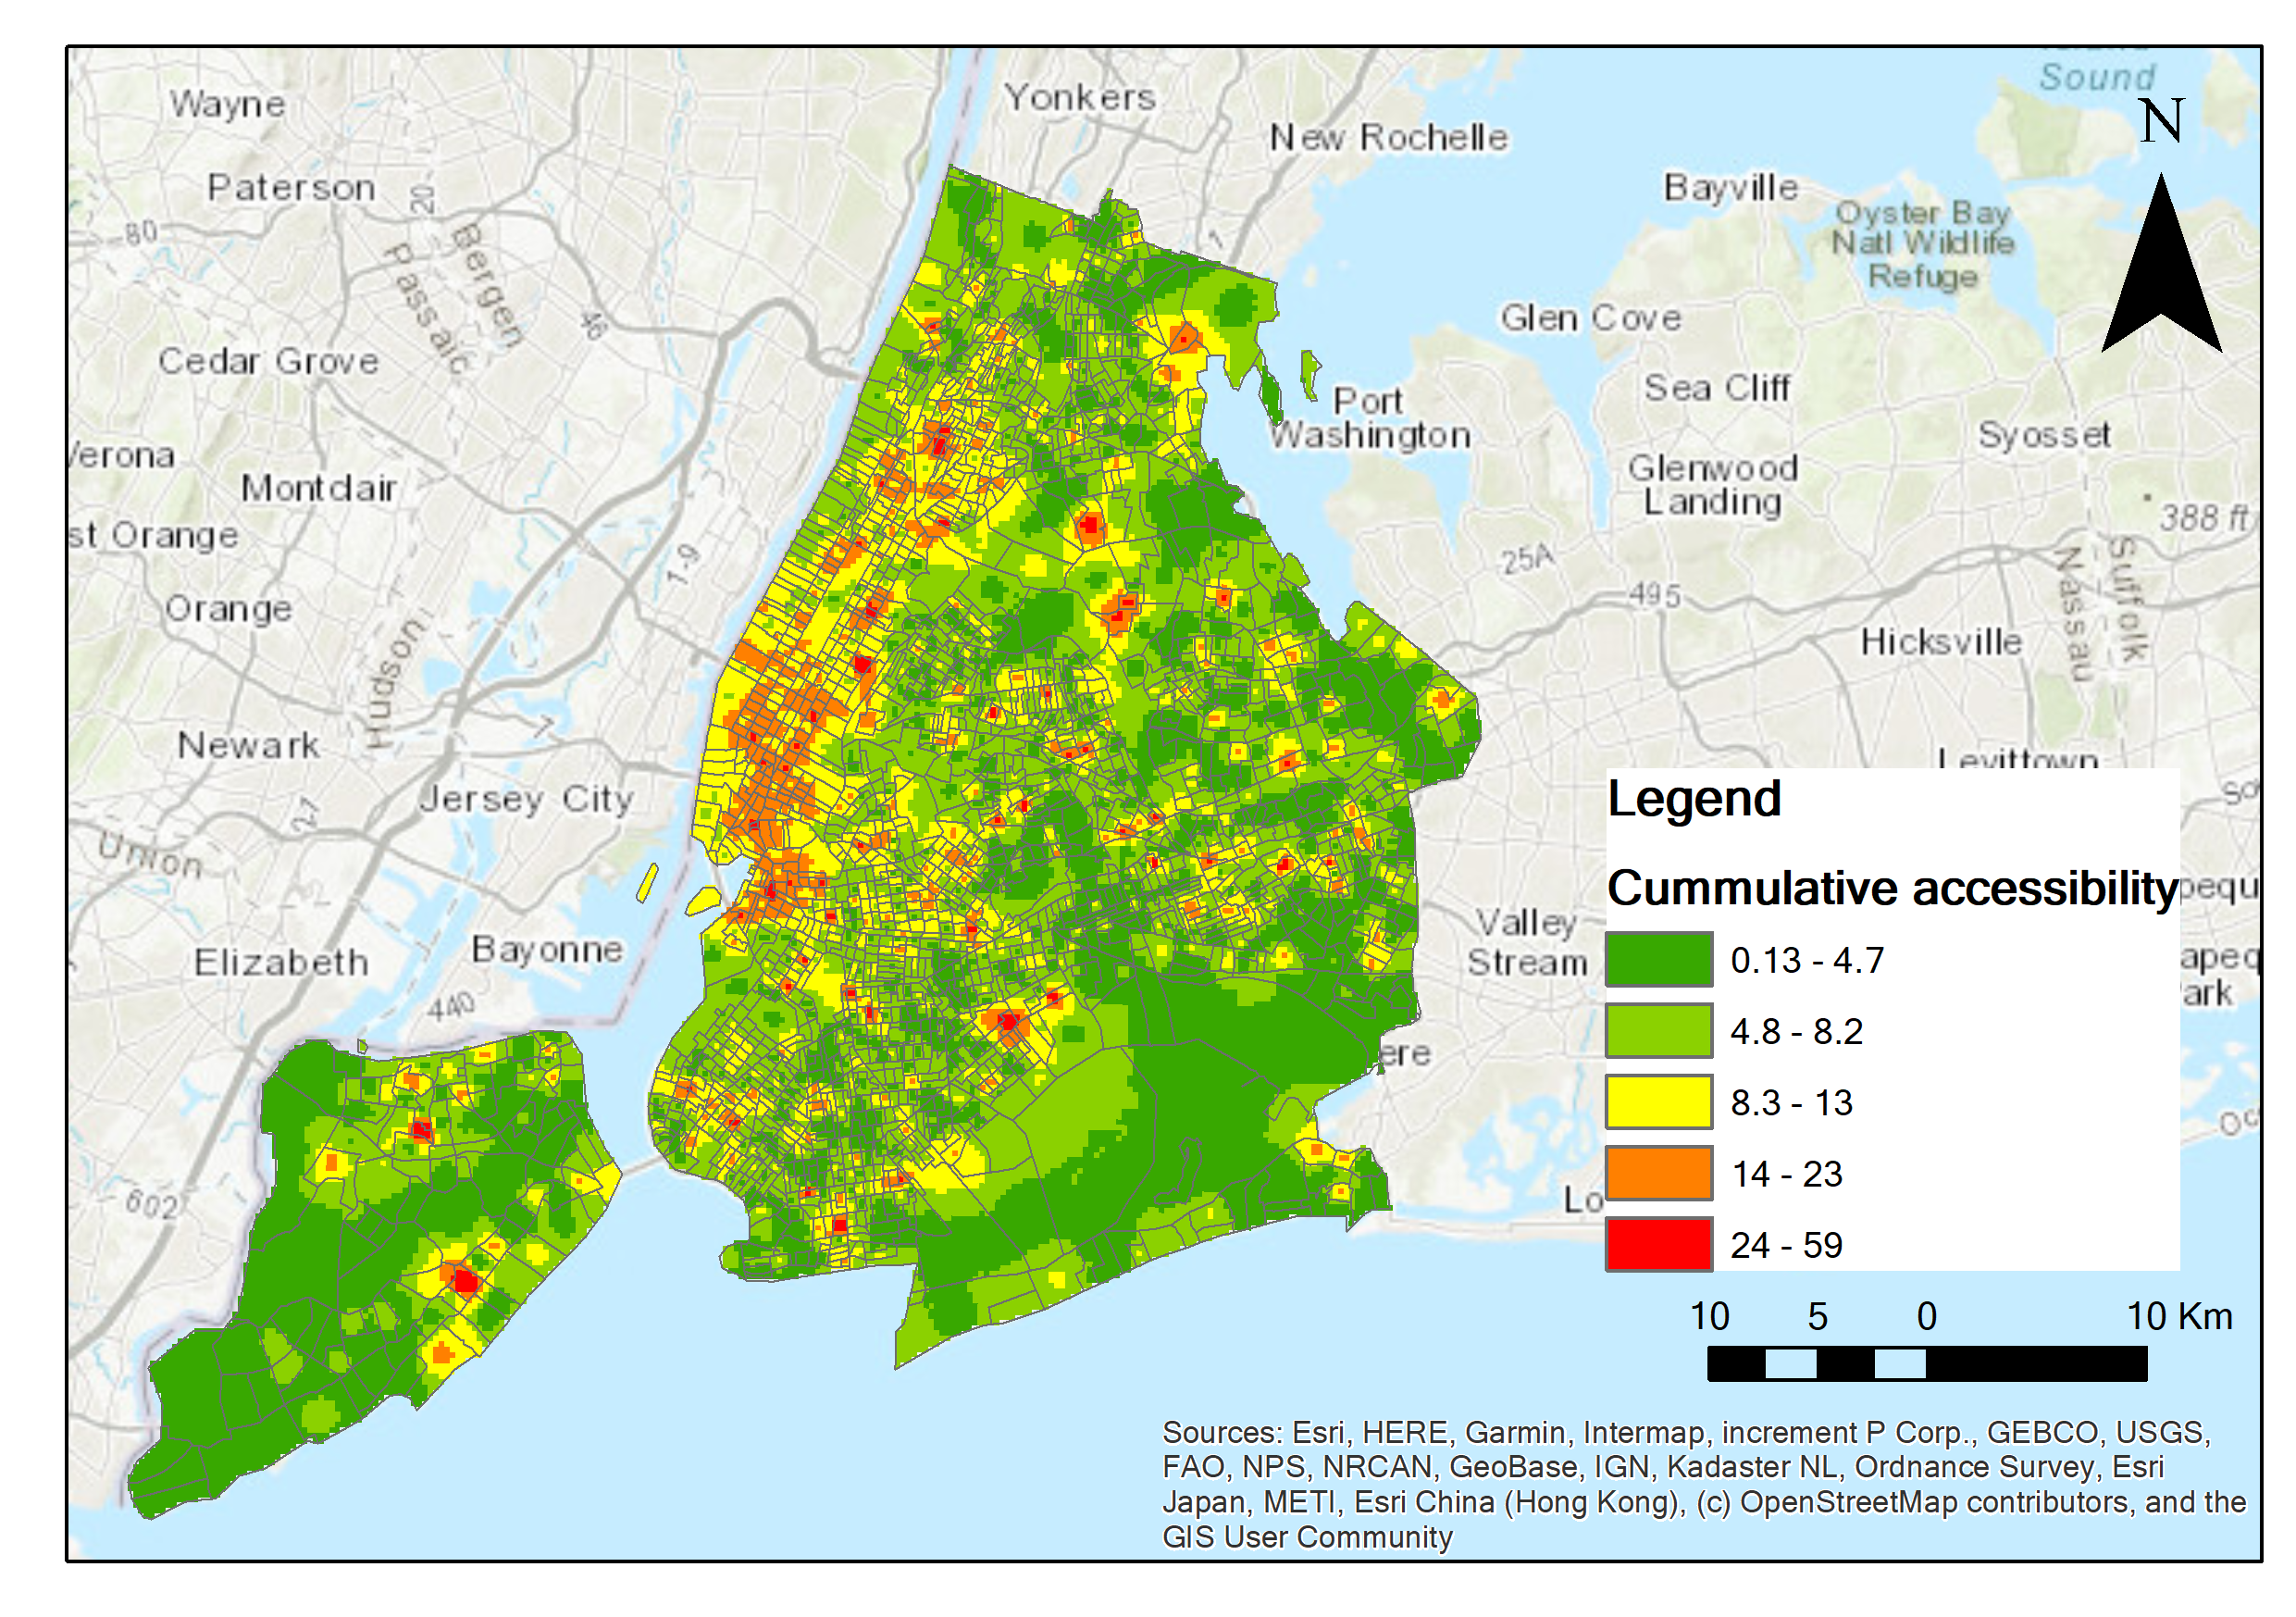 Sound
N
Wayne
Yonkers
New Rochelle
Paterson
20
Bergen
Passaic
80
46
1
Bayville
Oyster Bay
Natl Wildlife
Refuge
Glen Cove
Cedar Grove
Port
Washington
Sea Cliff
Syosset
Verona
Montclair
Glenwood
Landing
388 ft
st Orange
1-9
25A
Suffolk
Nassau
Orange
495
Hicksville
Hudson
Newark
Levittown
Jersey City
27
Union
Elizabeth
Bayonne
440
Valley
Stream
ere
602
Lo
Legend
Cummulative accessibility
0.13 - 4.7
4.8 - 8.2
8.3 - 13
14 - 23
24 - 59
pequ
apeq
ark
10 5 0 10 Km
Sources: Esri, HERE, Garmin, Intermap, increment P Corp., GEBCO, USGS,
FAO, NPS, NRCAN, GeoBase, IGN, Kadaster NL, Ordnance Survey, Esri
Japan, METI, Esri China (Hong Kong), (c) OpenStreetMap contributors, and the
GIS User Community